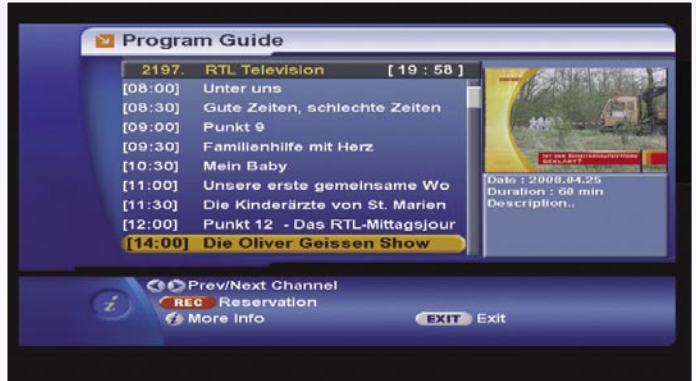 Program Guide
2197. RTL Television [ 19 : 58 ]
[08:00] Unter uns
[08:30] Gute Zeiten, schlechte Zeiten
[09:00] Punkt 9
[09:30] Familienhilfe mit Herz
[10:30] Mein Baby
[11:00] Unsere erste gemeinsame Wo
[11:30] Die Kinderärzte von St. Marien
[12:00] Punkt 12 - Das RTL-Mittagsjour
[14:00] Die Oliver Geissen Show
IST DER
GEKLÄRT?
Date : 2008.04.25
Duration : 60 min
Description..
Prev/Next Channel
REC Reservation
i More Info
EXIT Exit
i